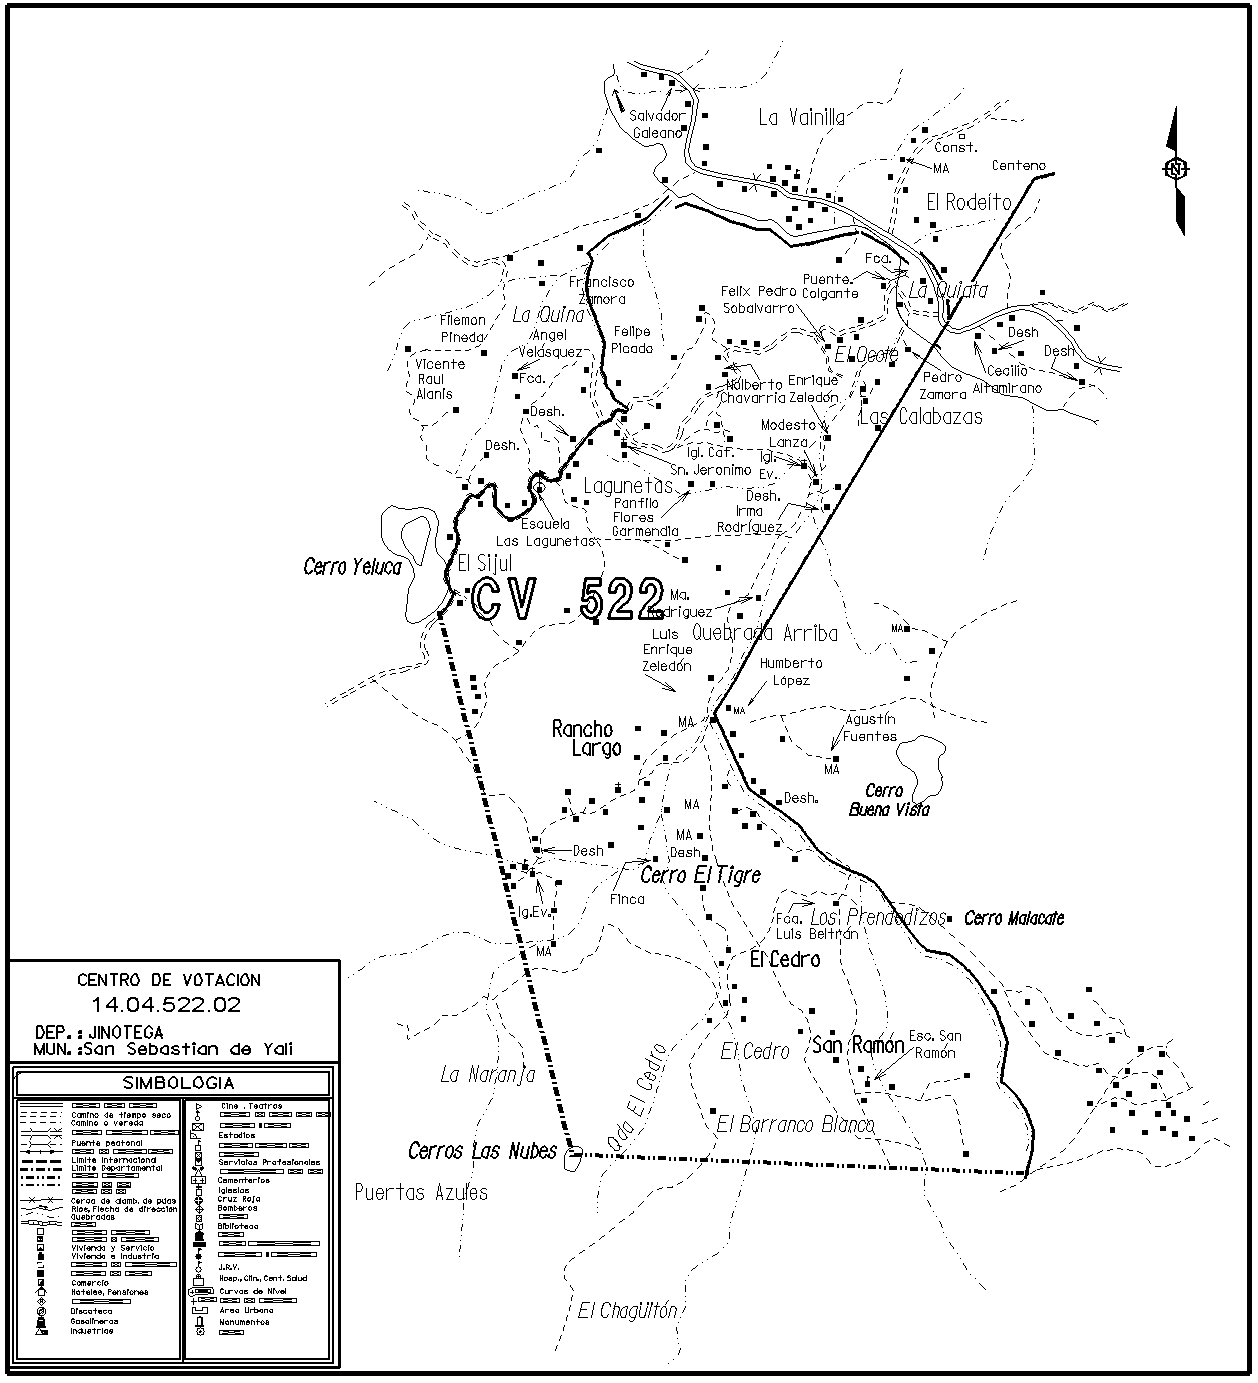 Salvador
Galeano
La Vainilla
Const.
MA
Centeno
El Rodeíto
N
Fca.
Puente.
Colgante
La Quiata
Francisco
Zamora
Felix Pedro
Sobalvarro
La Quina
Filemon
Pineda
Angel
Velásquez
Felipe
Picado
El Ocote
Desh
Desh
Vicente
Raul
Alanis
Fca.
Nolberto
Chavarria
Enrique
Zeledón
Pedro
Zamora
Cecilio
Altamirano
Desh.
Modesto
Lanza
Las Calabazas
Desh.
Igl. Cat.
Sn. Jeronimo
Igl.
Ev.
Lagunetas
Pantilo
Flores
Garmendia
Desh.
Irma
Rodríguez
Escuela
Las Lagunetas
Cerro Yeluca
El Sijul
CV 522
Ma.
Rodriguez
Luis
Enrique
Zeledón
Quebrada Arriba
MA
Humberto
López
Rancho
Largo
MA
MA
Agustín
Fuentes
MA
Cerro
Buena Vista
Desh.
MA
MA
Desh.
Desh
Cerro El Tigre
Finca
Ig.Ev.
MA
Fca.
Luis Beltrán
Los Prendedizos
Cerro Malacate
El Cedro
San Ramón
Esc. San
Ramón
El Cedro
La Naranja
Qda El Cedro
El Barranco Blanco
Cerros Las Nubes
Puertas Azules
El Chagüitón
CENTRO DE VOTACION
14.04.522.02
DEP.: JINOTEGA
MUN.:San Sebastian de Yalí
SIMBOLOGIA
Camino de tiempo seco
Camino o vereda
Puente peatonal
Limite Internacional
Limite Departamental
Cerca de alamb. de puas
Rios, Flecha de dirección
Quebradas
Vivienda y Servicio
Vivienda e Industria
Comercio
Hoteles, Pensiones
Discoteca
Gasolineras
Industrias
Cine . Teatros
Estadios
Servicios Profesionales
Cementerios
Iglesias
Cruz Roja
Bomberos
Biblioteca
J.R.V.
Hosp., Clin., Cent. Salud
Curvas de Nivel
Area Urbana
Monumentos